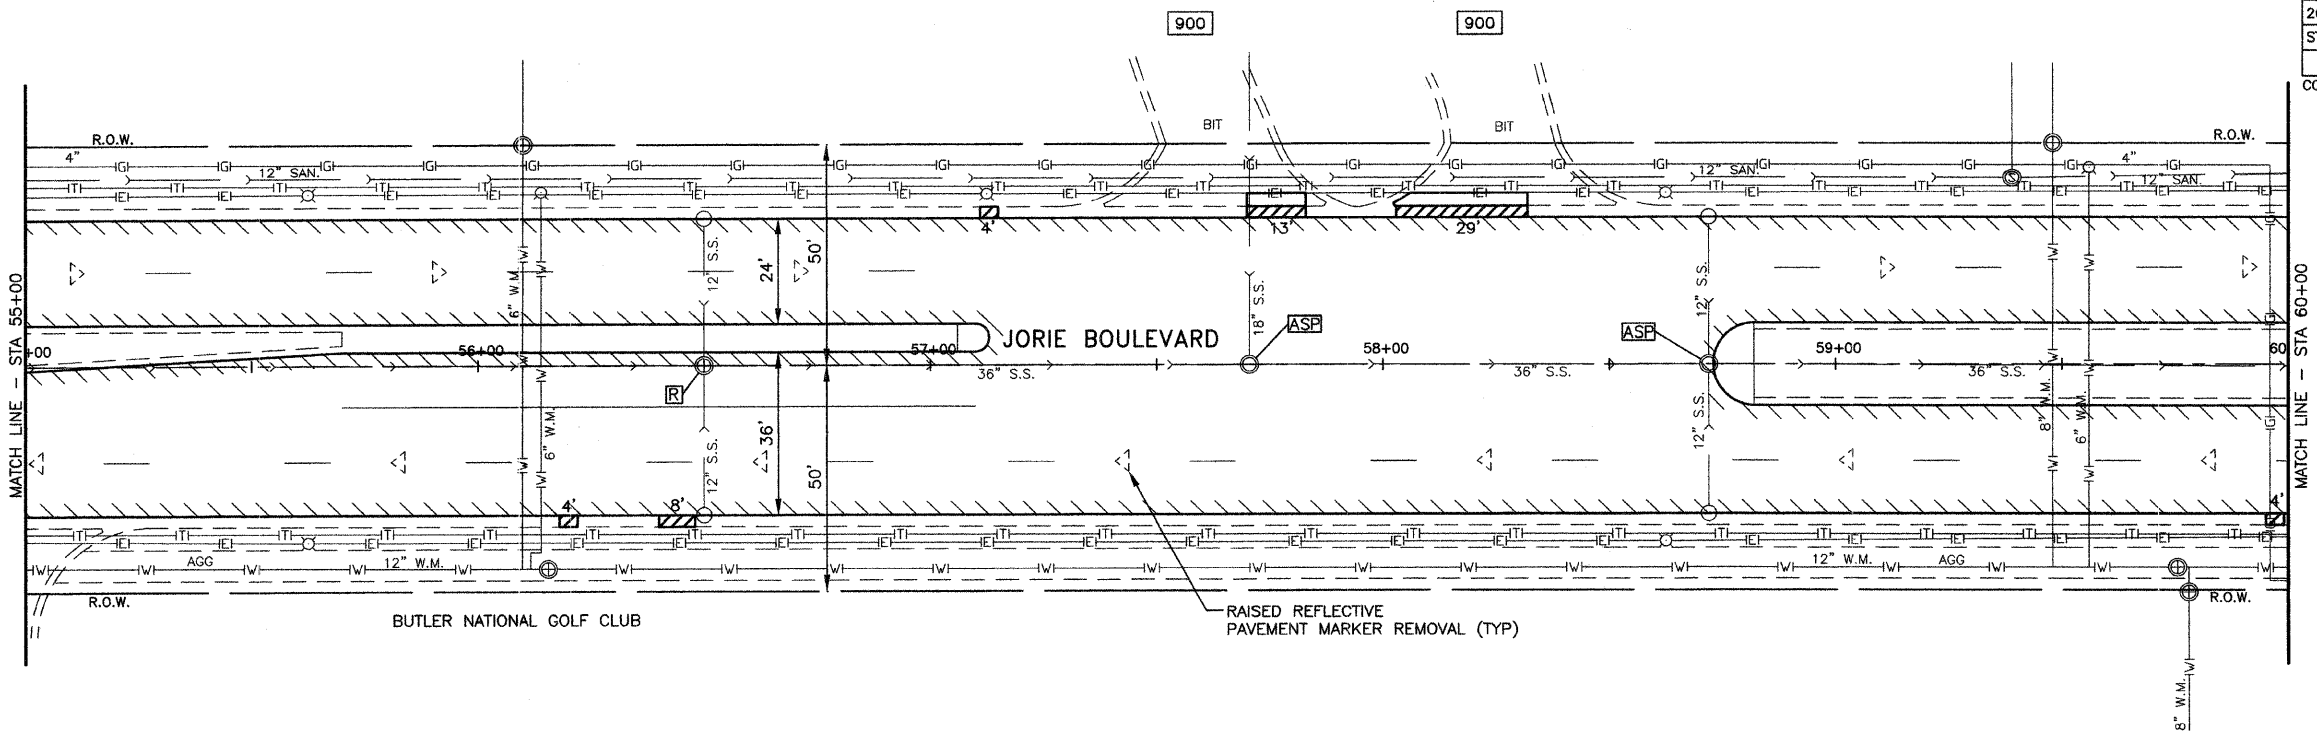 900
900
BIT
BIT
R.O.W.
R.O.W.
4"
4"
12" SAN.
12" SAN.
12" SAN.
4'
13'
29'
24'
50'
6" W.M.
12" S.S.
18" S.S.
12" S.S.
MATCH LINE - STA 55+00
MATCH LINE - STA 60+00
+00
56+00
57+00
JORIE BOULEVARD
ASP
58+00
ASP
59+00
60
36" S.S.
36" S.S.
36" S.S.
R
6" W.M.
12" S.S.
36'
50'
12" S.S.
8" W.M.
6" W.M.
4'
8'
4'
AGG
12" W.M.
12" W.M.
AGG
R.O.W.
R.O.W.
BUTLER NATIONAL GOLF CLUB
RAISED REFLECTIVE
PAVEMENT MARKER REMOVAL (TYP)
8" W.M.